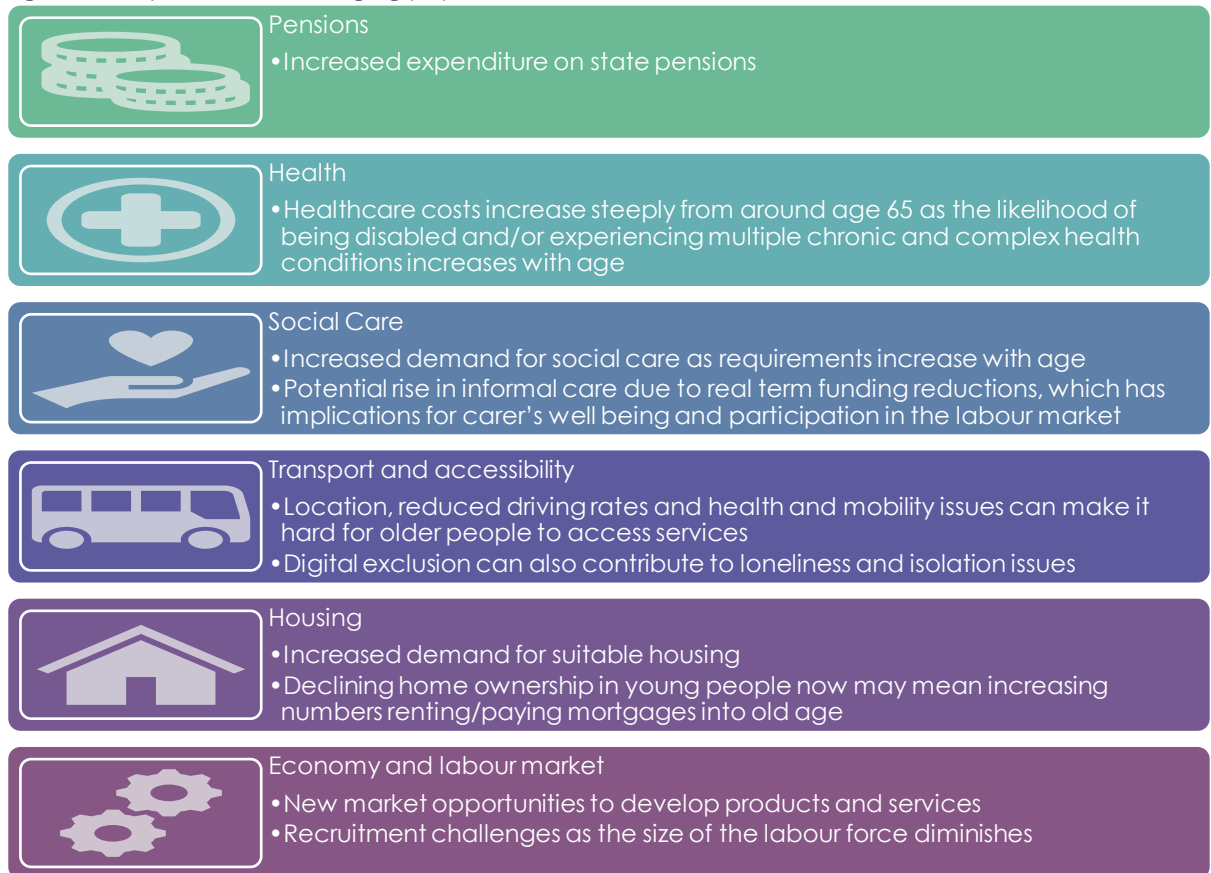 Pensions
•Increased expenditure on state pensions
Health
•Healthcare costs increase steeply from around age 65 as the likelihood of
being disabled and/or experiencing multiple chronic and complex health
conditions increases with age
Social Care
•Increased demand for social care as requirements increase with age
•Potential rise in informal care due to real term funding reductions, which has
implications for carer's well being and participation in the labour market
Transport and accessibility
•Location, reduced driving rates and health and mobility issues can make it
hard for older people to access services
•Digital exclusion can also contribute to loneliness and isolation issues
Housing
•Increased demand for suitable housing
•Declining home ownership in young people now may mean increasing
numbers renting/paying mortgages into old age
Economy and labour market
•New market opportunities to develop products and services
•Recruitment challenges as the size of the labour force diminishes